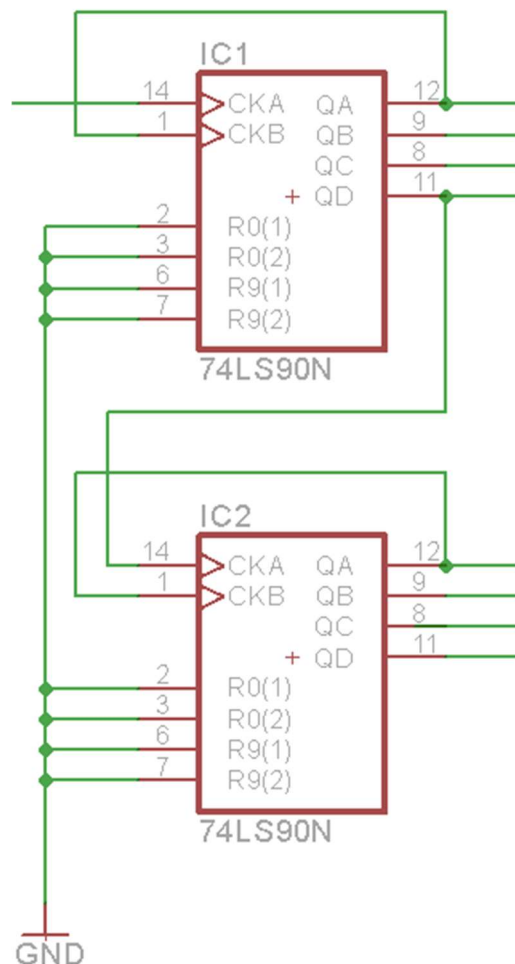 IC1
14 CKA QA 12
1 CKB QB 9
QC 8
+ QD 11
2 R0(1)
3 R0(2)
6 R9(1)
7 R9(2)
74LS90N
IC2
14 CKA QA 12
1 CKB QB 9
QC 8
+ QD 11
2 R0(1)
3 R0(2)
6 R9(1)
7 R9(2)
74LS90N
GND